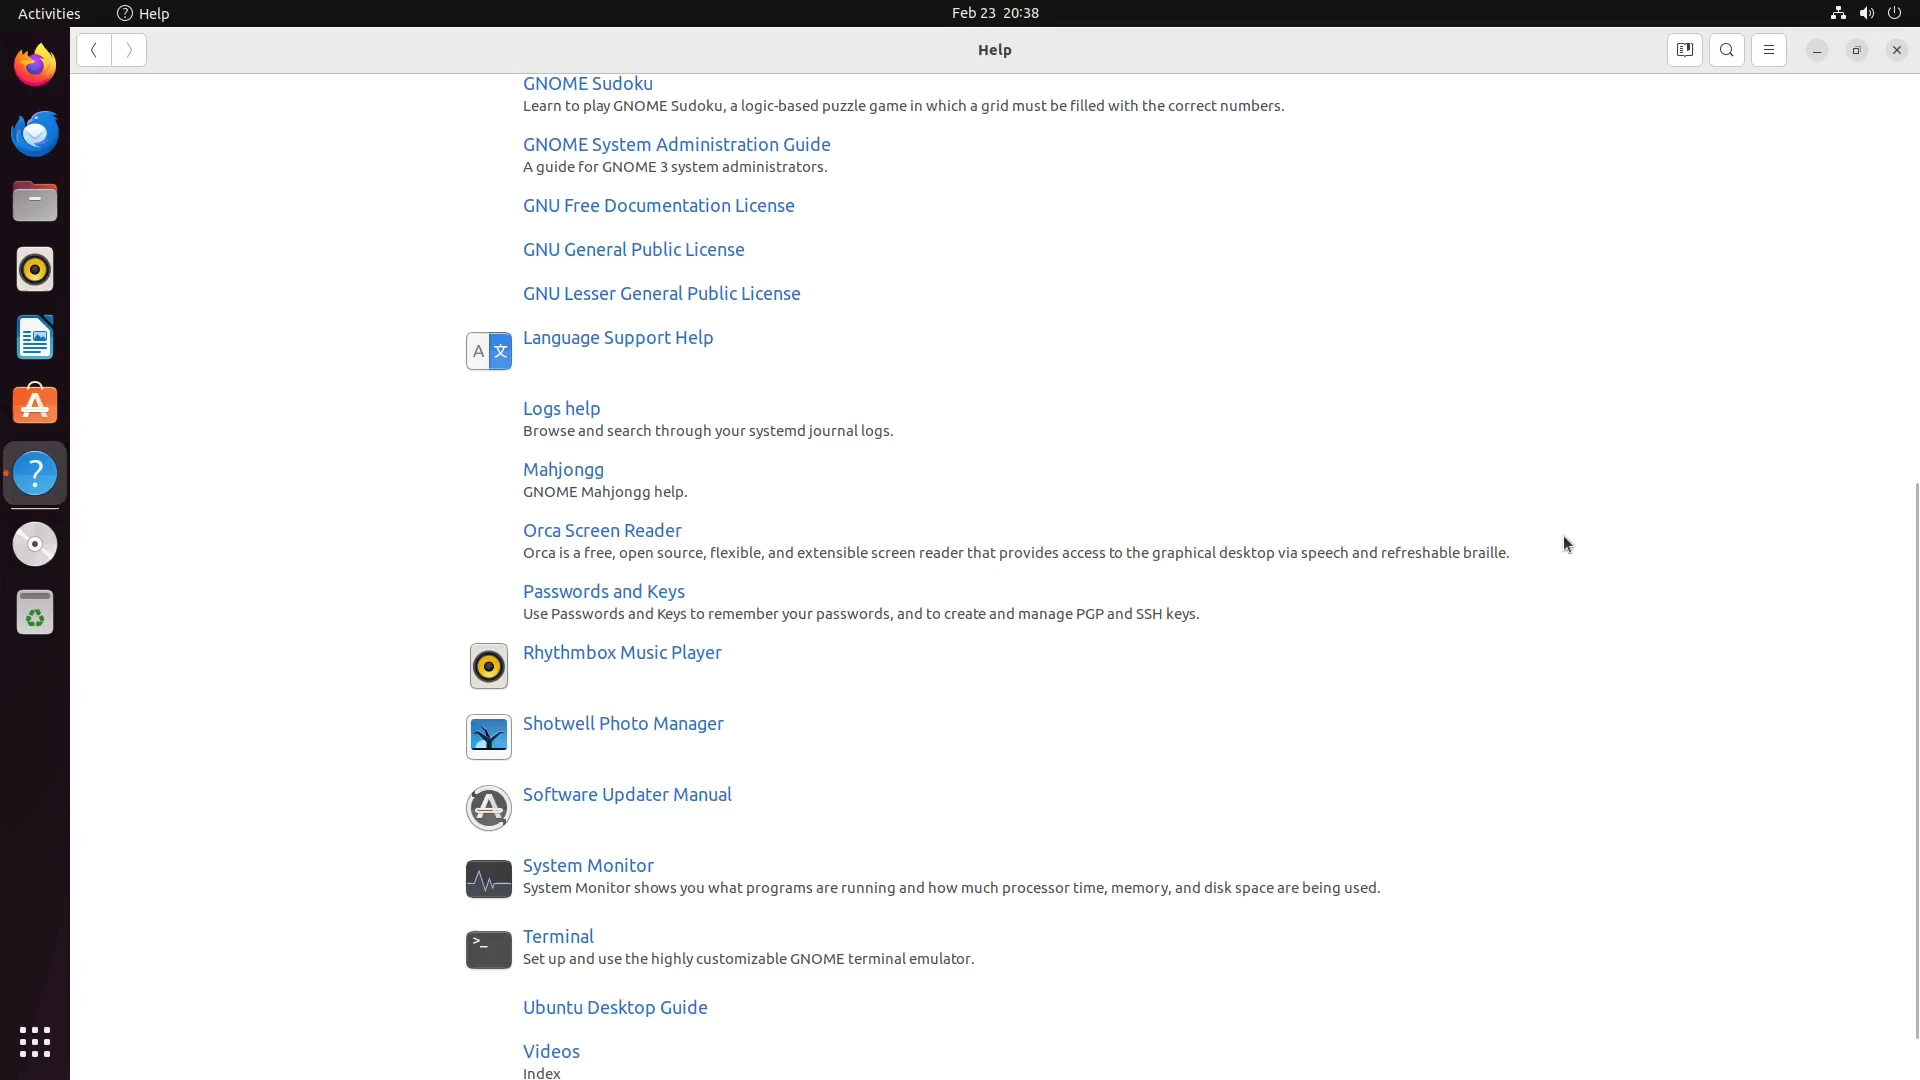 Activities
Help
Feb 23 20:38
Help
GNOME Sudoku
Learn to play GNOME Sudoku, a logic-based puzzle game in which a grid must be filled with the correct numbers.
GNOME System Administration Guide
A guide for GNOME 3 system administrators.
GNU Free Documentation License
GNU General Public License
GNU Lesser General Public License
A 文
Language Support Help
Logs help
Browse and search through your systemd journal logs.
Mahjongg
GNOME Mahjongg help.
Orca Screen Reader
Orca is a free, open source, flexible, and extensible screen reader that provides access to the graphical desktop via speech and refreshable braille.
Passwords and Keys
Use Passwords and Keys to remember your passwords, and to create and manage PGP and SSH keys.
Rhythmbox Music Player
Shotwell Photo Manager
Software Updater Manual
System Monitor
System Monitor shows you what programs are running and how much processor time, memory, and disk space are being used.
Terminal
Set up and use the highly customizable GNOME terminal emulator.
Ubuntu Desktop Guide
Videos
Index